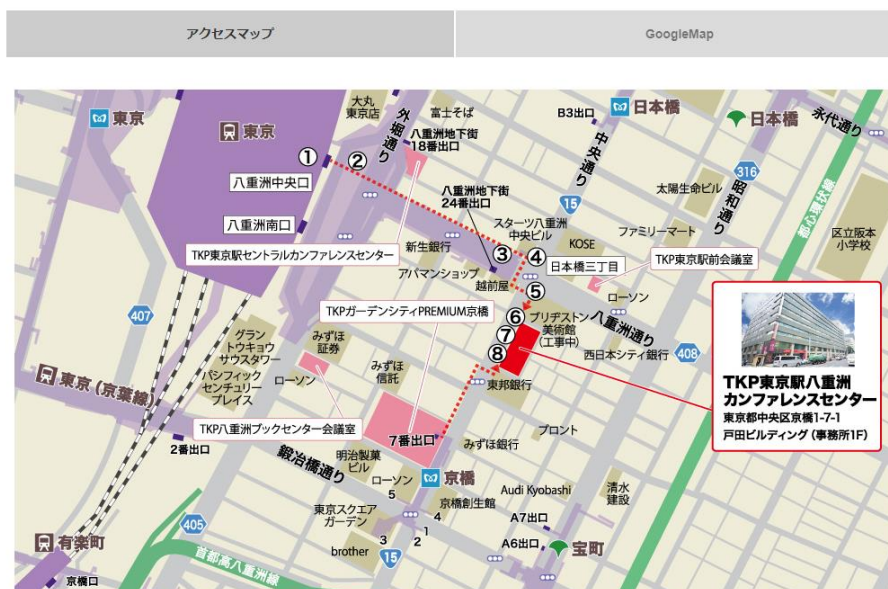 アクセスマップ
GoogleMap
東京
東京
大丸
東京店
外堀通り
富士そば
八重洲地下街
18番出口
B3出口
中央通り
日本橋
日本橋
永代通り
①
②
八重洲中央口
八重洲地下街
24番出口
15
太陽生命ビル
316
昭和通り
都心環状線
八重洲南口
新生銀行
スターツ八重洲
中央ビル
KOSE
ファミリーマート
区立阪本
小学校
TKP東京駅セントラルカンファレンスセンター
アパマンショップ
③
④
日本橋三丁目
TKP東京駅前会議室
越前屋
⑤
ローソン
407
TKPガーデンシティPREMIUM京橋
⑥
⑦
⑧
ブリヂストン
美術館
(工事中)
八重洲通り
西日本シティ銀行
408
グラン
トウキョウ
サウスタワー
みずほ
証券
みずほ
信託
東邦銀行
東京 (京葉線)
パシフィック
センチュリー
プレイス
ローソン
TKP八重洲ブックセンター会議室
TKP東京駅八重洲
カンファレンスセンター
東京都中央区京橋1-7-1
戸田ビルディング (事務所1F)
2番出口
鍛冶橋通り
7番出口
みずほ銀行
プロント
明治製菓
ビル
ローソン
5
京橋
京橋創生館
Audi Kyobashi
清水
建設
405
東京スクエア
ガーデン
4
A7出口
有楽町
首都高八重洲線
brother
3
15
2
1
A6出口
宝町
京橋口